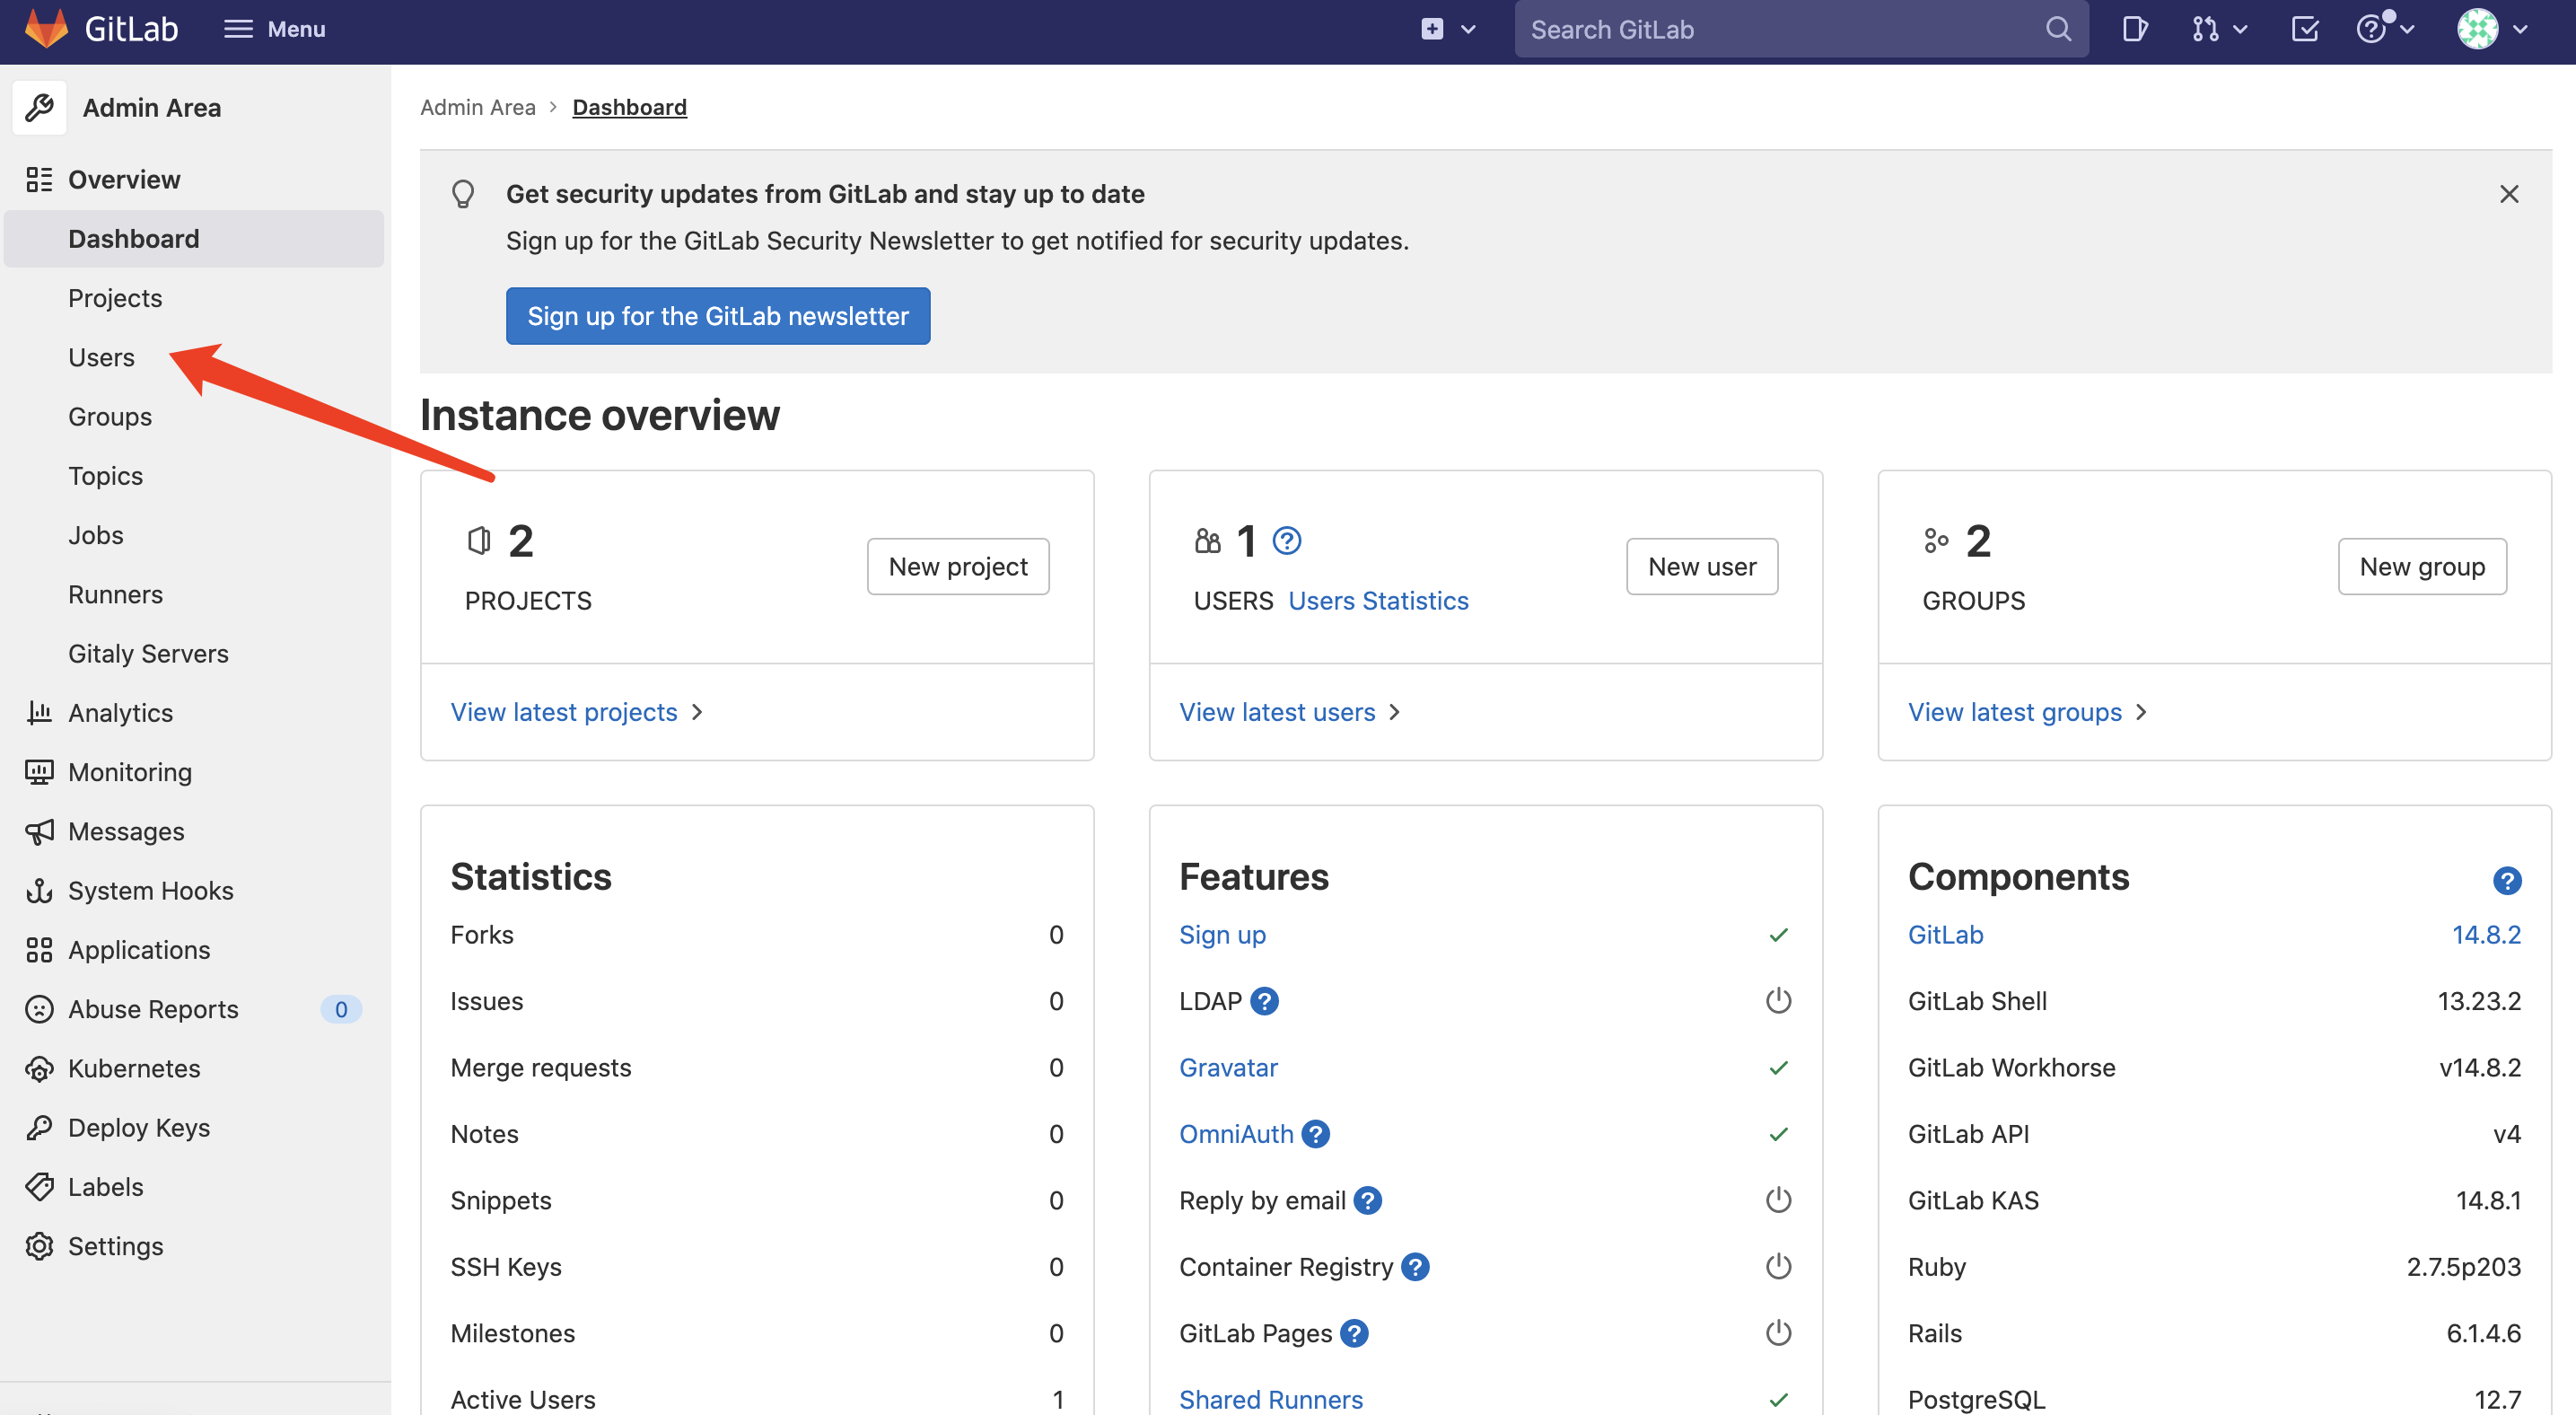 GitLab
Menu
Search GitLab
Admin Area
Overview
Dashboard
Projects
Users
Groups
Topics
Jobs
Runners
Gitaly Servers
Analytics
Monitoring
Messages
System Hooks
Applications
Abuse Reports 0
Kubernetes
Deploy Keys
Labels
Settings
Admin Area > Dashboard
Get security updates from GitLab and stay up to date
Sign up for the GitLab Security Newsletter to get notified for security updates.
Sign up for the GitLab newsletter
Instance overview
2
PROJECTS
New project
View latest projects
1 ?
USERS Users Statistics
New user
View latest users
2
GROUPS
New group
View latest groups
Statistics
Forks 0
Issues 0
Merge requests 0
Notes 0
Snippets 0
SSH Keys 0
Milestones 0
Active Users 1
Features
Sign up
LDAP ?
Gravatar
OmniAuth ?
Reply by email ?
Container Registry ?
GitLab Pages ?
Shared Runners
Components ?
GitLab 14.8.2
GitLab Shell 13.23.2
GitLab Workhorse v14.8.2
GitLab API v4
GitLab KAS 14.8.1
Ruby 2.7.5p203
Rails 6.1.4.6
PostgreSQL 12.7